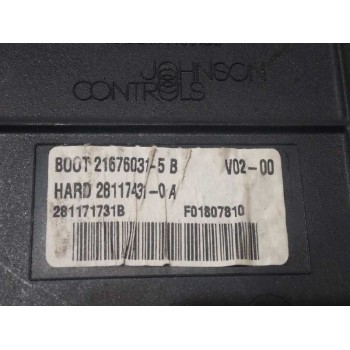 JOHNSON
CONTROLS
BOOT 21676031-5 B V02-00
HARD 28117431-0 A
281171731B F01807810